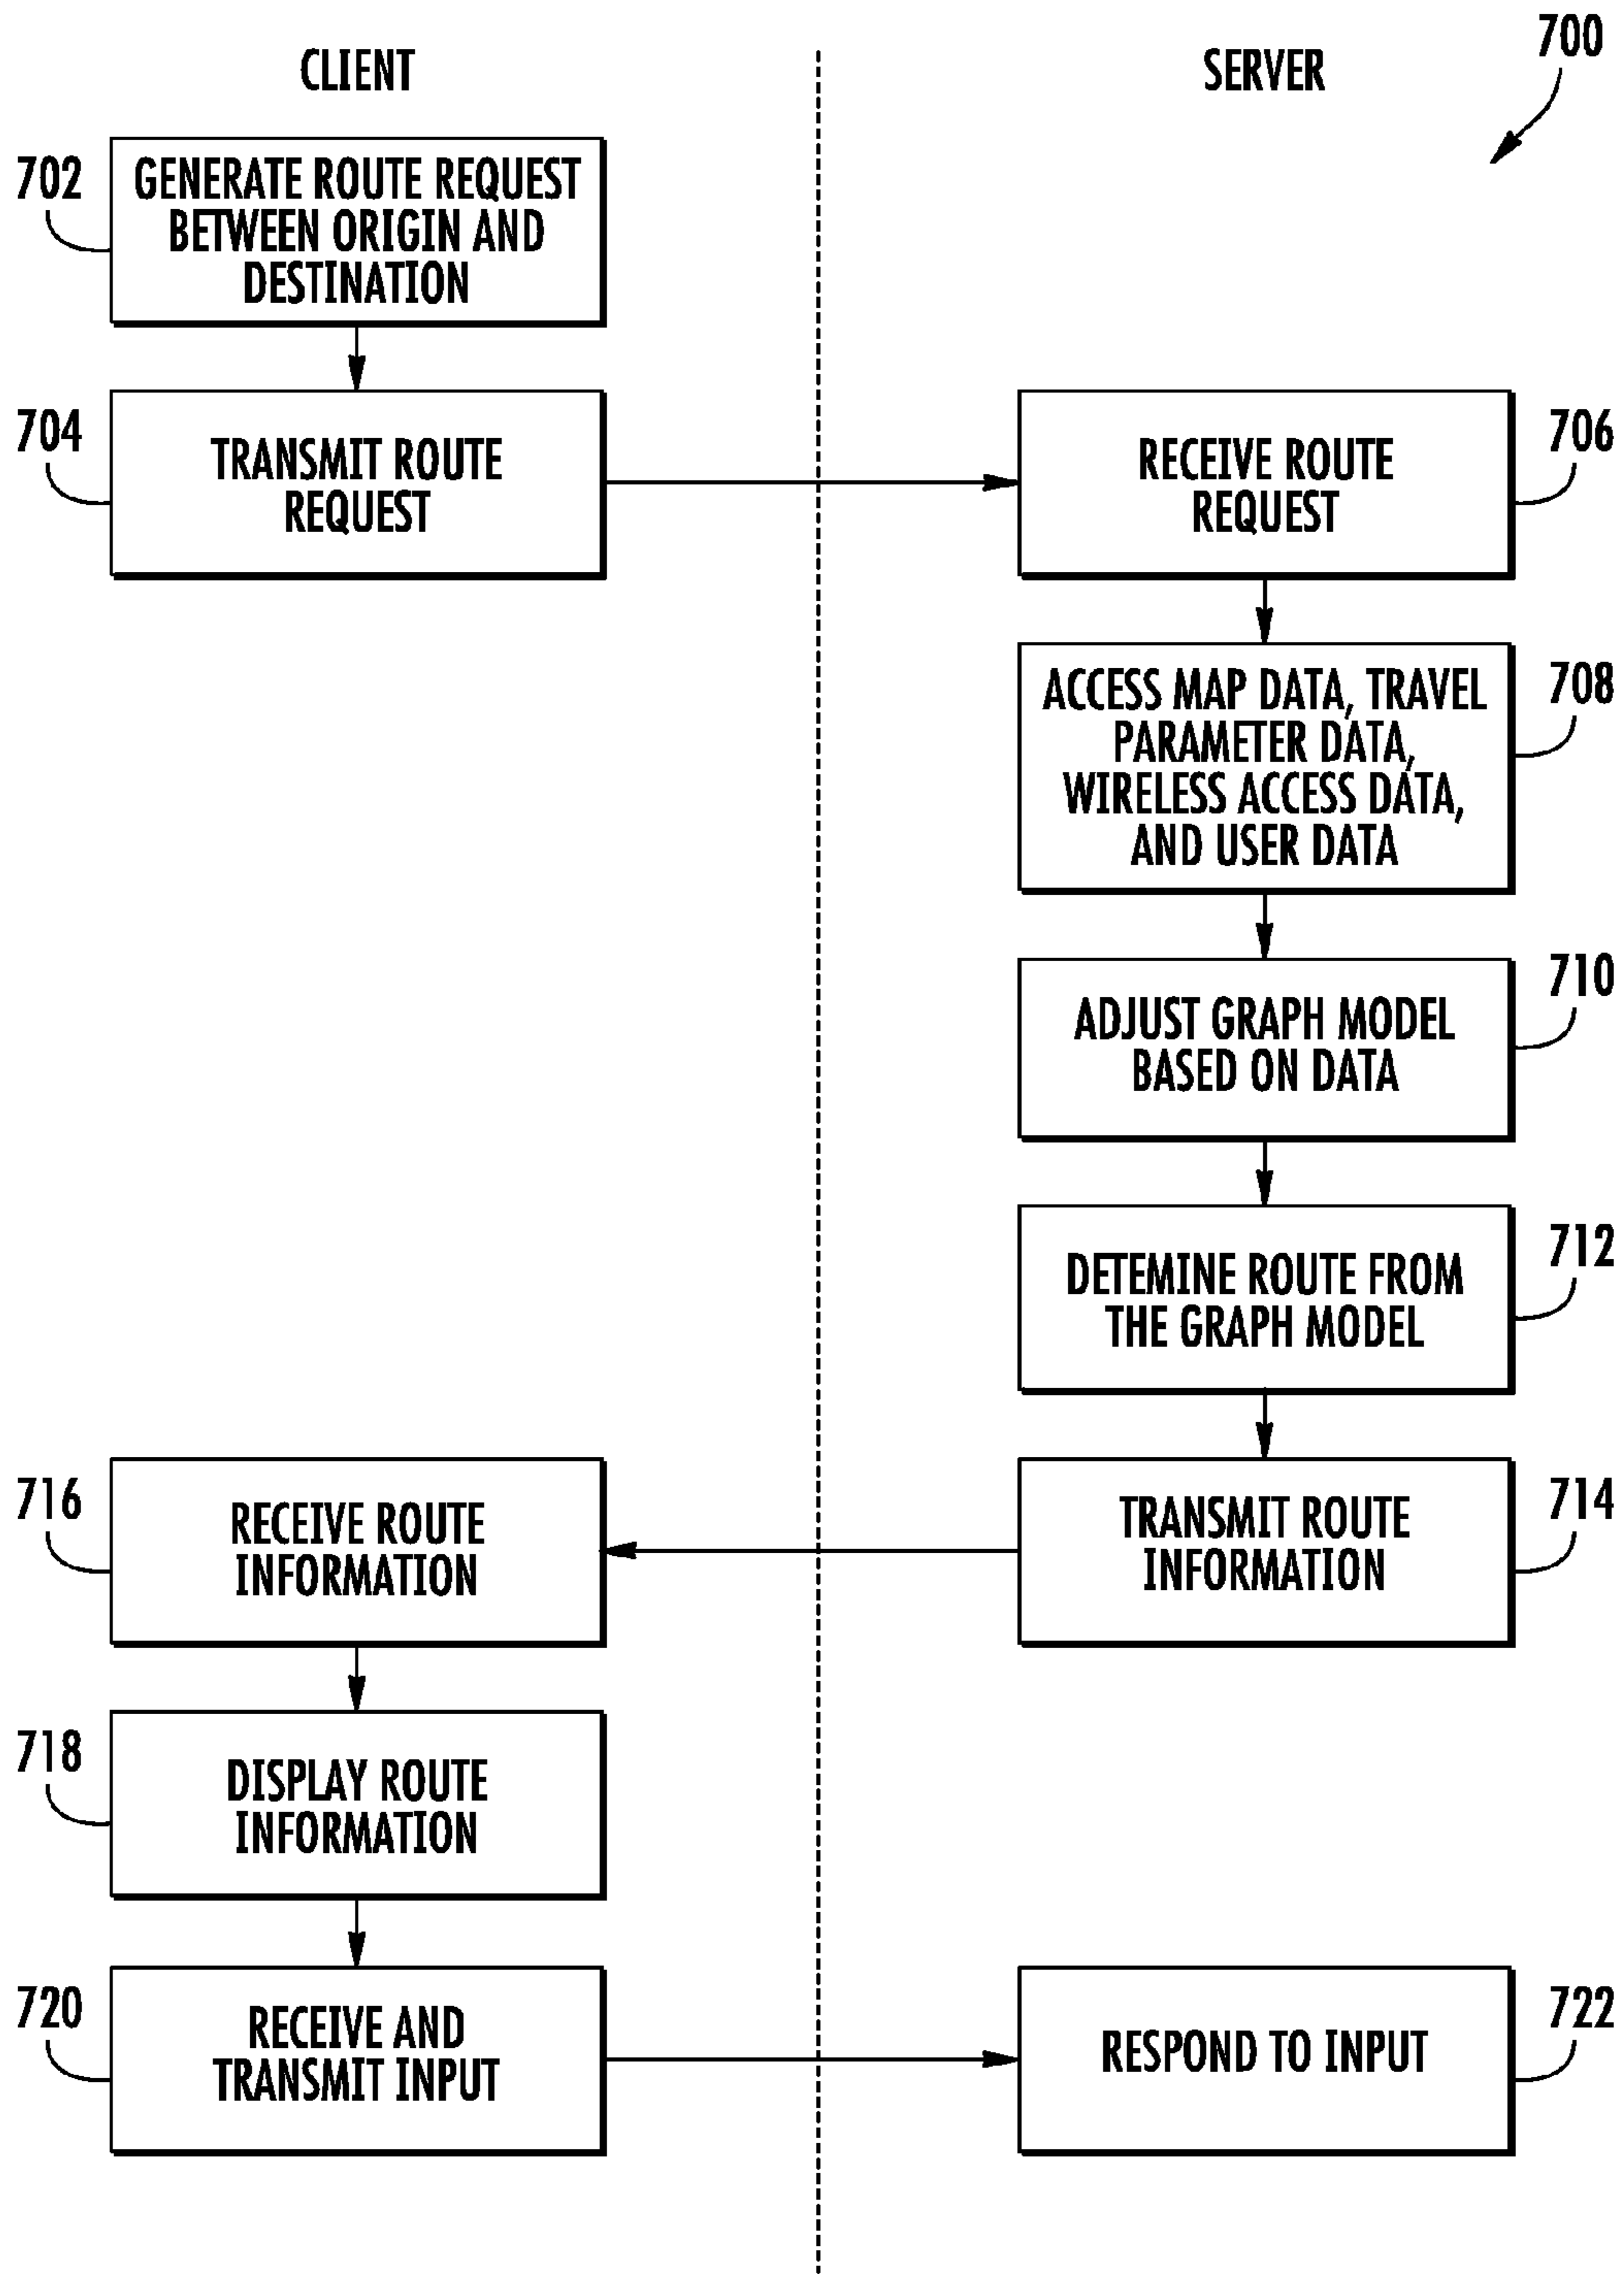 700
CLIENT
SERVER
702
GENERATE ROUTE REQUEST
BETWEEN ORIGIN AND
DESTINATION
704
TRANSMIT ROUTE
REQUEST
706
RECEIVE ROUTE
REQUEST
708
ACCESS MAP DATA, TRAVEL
PARAMETER DATA,
WIRELESS ACCESS DATA,
AND USER DATA
710
ADJUST GRAPH MODEL
BASED ON DATA
712
DETEMINE ROUTE FROM
THE GRAPH MODEL
714
TRANSMIT ROUTE
INFORMATION
716
RECEIVE ROUTE
INFORMATION
718
DISPLAY ROUTE
INFORMATION
720
RECEIVE AND
TRANSMIT INPUT
722
RESPOND TO INPUT